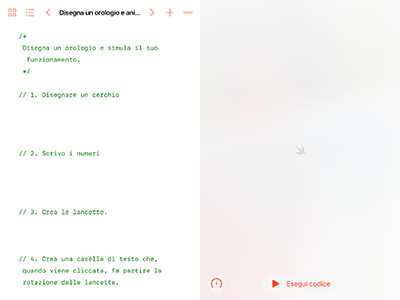 Disegna un orologio e ani...
/*
Disegna un orologio e simula il suo
funzionamento.
*/
// 1. Disegnare un cerchio
// 2. Scrivo i numeri
// 3. Crea le lancette.
// 4. Crea una casella di testo che,
quando viene cliccata, fa partire la
rotazione delle lancette.
Esegui codice